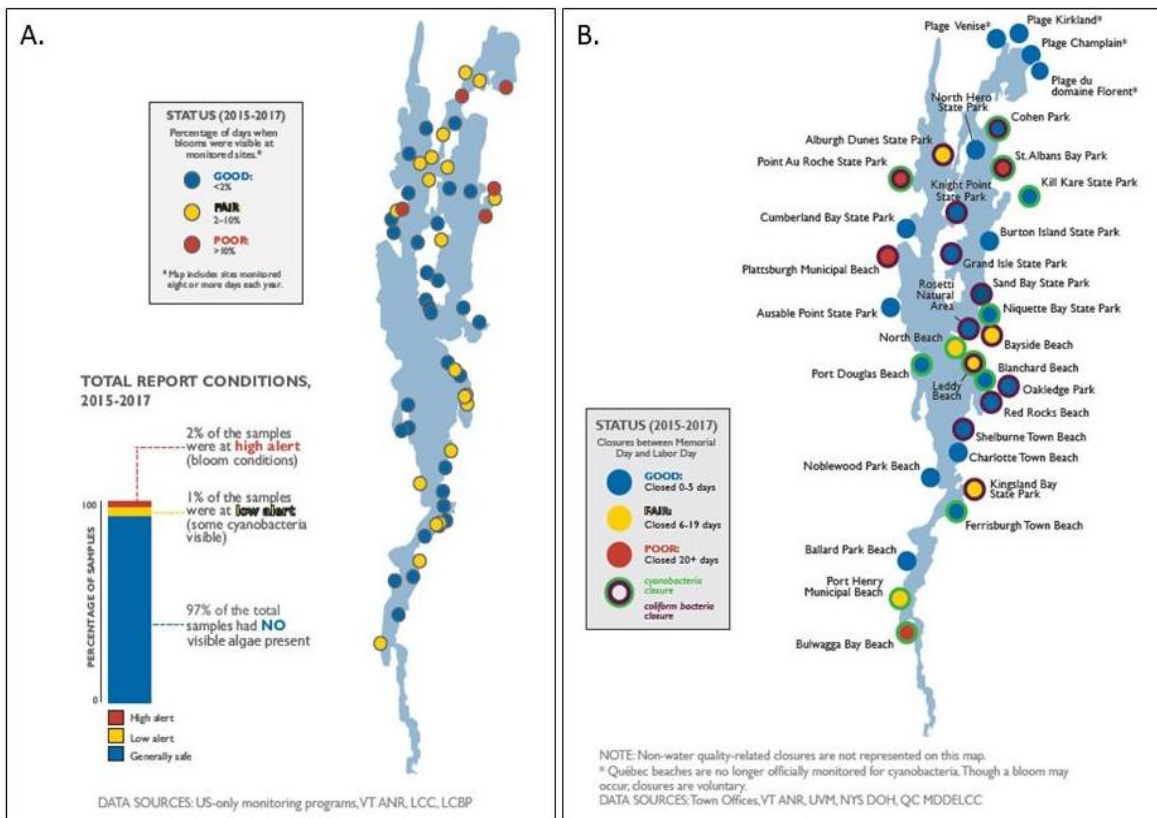 A.
STATUS (2015-2017)
Percentage of days when
blooms were visible at
monitored sites.*
GOOD:
<2%
FAIR
2–10%
POOR:
>10%
* Map includes sites monitored
eight or more days each year.
TOTAL REPORT CONDITIONS,
2015-2017
2% of the samples
were at high alert
(bloom conditions)
1% of the samples
were at low alert
(some cyanobacteria
visible)
97% of the total
samples had NO
visible algae present
100
PERCENTAGE OF SAMPLES
0
High alert
Low alert
Generally safe
DATA SOURCES: US-only monitoring programs, VT ANR, LCC, LCBP
B.
Plage Kirkland*
Plage Venise*
Plage Champlain*
Plage du
domaine Florent*
North Hero
State Park
Cohen Park
Alburgh Dunes State Park
St. Albans Bay Park
Point Au Roche State Park
Kill Kare State Park
Knight Point
State Park
Cumberland Bay State Park
Burton Island State Park
Plattsburgh Municipal Beach
Grand Isle State Park
Rosetti
Natural
Area
Sand Bay State Park
Ausable Point State Park
Niquette Bay State Park
North Beach
Bayside Beach
Port Douglas Beach
Leddy
Beach
Blanchard Beach
Oakledge Park
Red Rocks Beach
Shelburne Town Beach
Charlotte Town Beach
Noblewood Park Beach
Kingsland Bay
State Park
Ferrisburgh Town Beach
Ballard Park Beach
Port Henry
Municipal Beach
Bulwagga Bay Beach
STATUS (2015-2017)
Closures between Memorial
Day and Labor Day
GOOD:
Closed 0-5 days
FAIR:
Closed 6-19 days
POOR:
Closed 20+ days
cyanobacteria
closure
coliform bacteria
closure
NOTE: Non-water quality-related closures are not represented on this map.
* Québec beaches are no longer officially monitored for cyanobacteria. Though a bloom may
occur, closures are voluntary.
DATA SOURCES: Town Offices, VT ANR, UVM, NYS DOH, QC MDDELCC